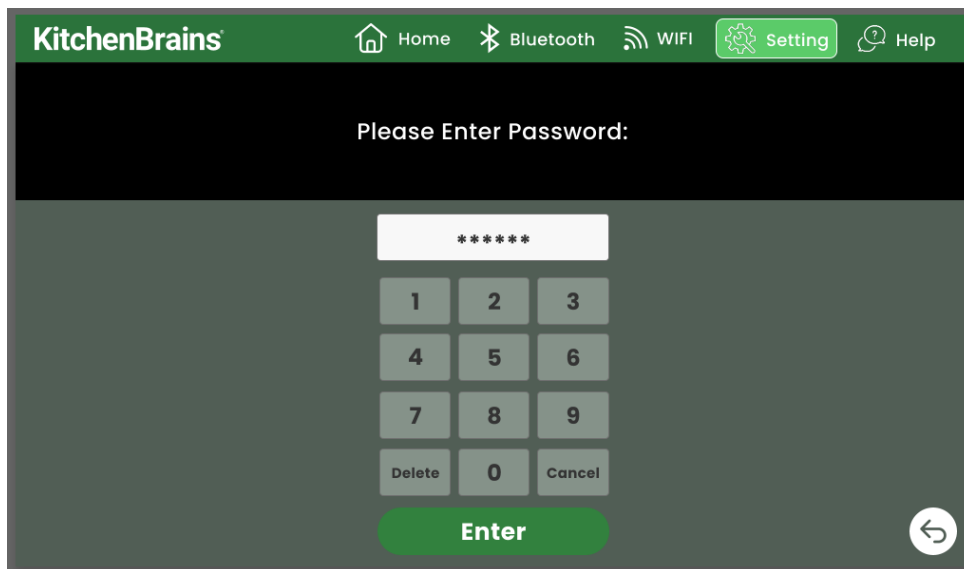 KitchenBrains
Home Bluetooth WIFI Setting Help
Please Enter Password:
******
1 2 3
4 5 6
7 8 9
Delete 0 Cancel
Enter